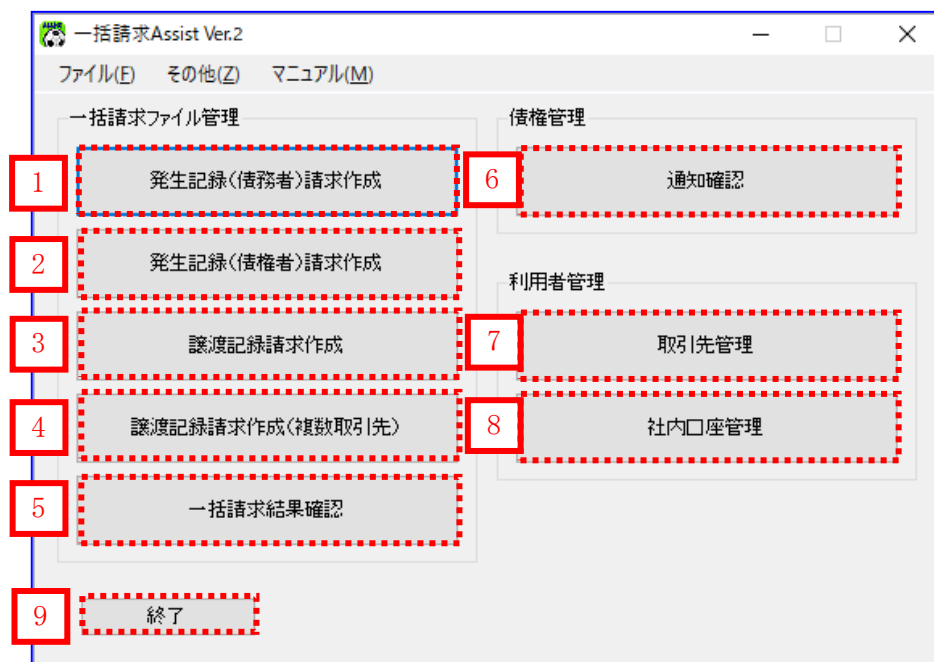 一括請求Assist Ver.2
ファイル(F) その他(Z) マニュアル(M)
一括請求ファイル管理
1 発生記録(債務者)請求作成
2 発生記録(債権者)請求作成
3 譲渡記録請求作成
4 譲渡記録請求作成(複数取引先)
5 一括請求結果確認
債権管理
6 通知確認
利用者管理
7 取引先管理
8 社内口座管理
9 終了